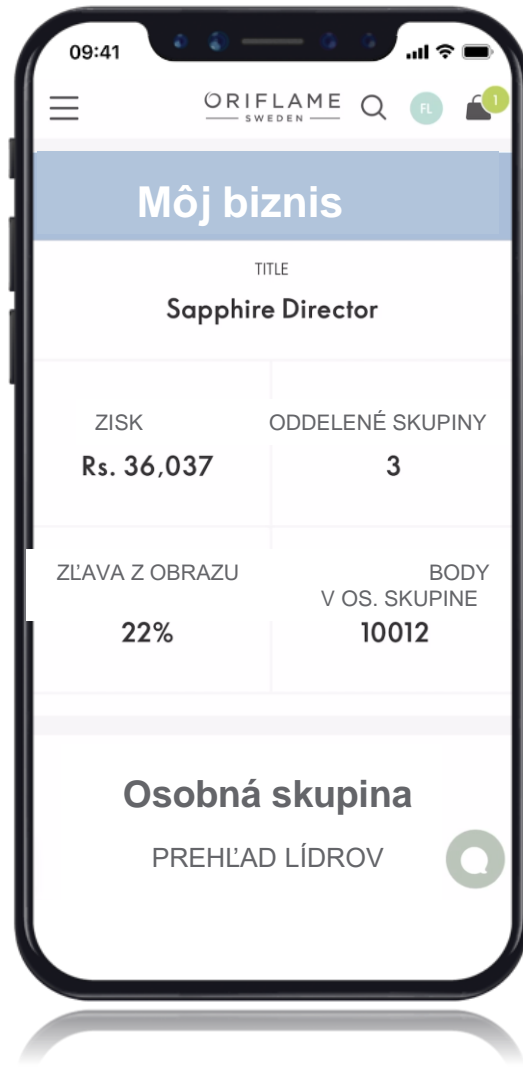 09:41
ORIFLAME
SWEDEN
FL
1
Môj biznis
TITLE
Sapphire Director
ZISK
ODDELENÉ SKUPINY
Rs. 36,037
3
ZĽAVA Z OBRAZU
BODY
V OS. SKUPINE
22%
10012
Osobná skupina
PREHĽAD LÍDROV